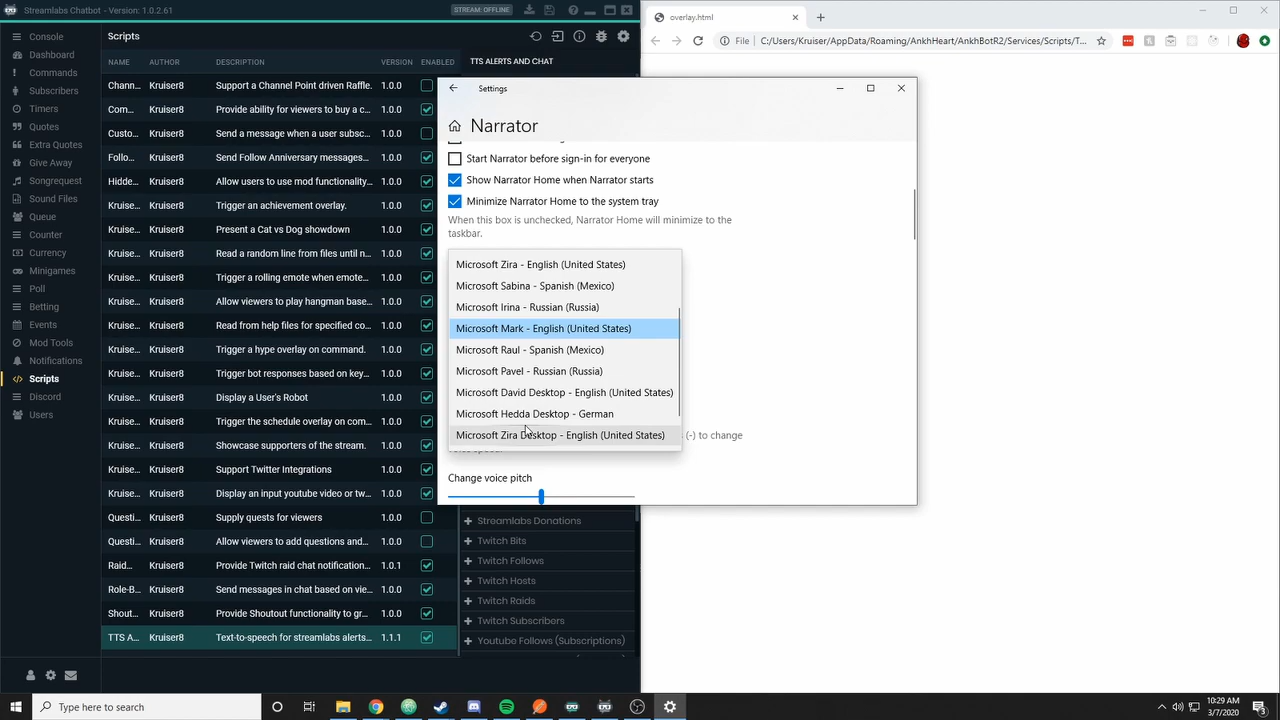 Streamlabs Chatbot - Version: 1.0.2.61
STREAM: OFFLINE
Console
Dashboard
Commands
Subscribers
Timers
Quotes
Extra Quotes
Give Away
Songrequest
Sound Files
Queue
Counter
Currency
Minigames
Poll
Betting
Events
Mod Tools
Notifications
Scripts
Discord
Users
Scripts
NAME AUTHOR DESCRIPTION VERSION ENABLED
Chann... Kruiser8 Support a Channel Point driven Raffle. 1.0.0
Com... Kruiser8 Provide ability for viewers to buy a c... 1.0.0
Custo... Kruiser8 Send a message when a user subsc... 1.0.0
Follo... Kruiser8 Send Follow Anniversary messages... 1.0.0
Hidde... Kruiser8 Allow users to use mod functionality... 1.0.0
Kruise... Kruiser8 Trigger an achievement overlay. 1.0.0
Kruise... Kruiser8 Present a Cat vs Dog showdown 1.0.0
Kruise... Kruiser8 Read a random line from files until n... 1.0.0
Kruise... Kruiser8 Trigger a rolling emote when emote... 1.0.0
Kruise... Kruiser8 Allow viewers to play hangman base... 1.0.0
Kruise... Kruiser8 Read from help files for specified co... 1.0.0
Kruise... Kruiser8 Trigger a hype overlay on command. 1.0.0
Kruise... Kruiser8 Trigger bot responses based on key... 1.0.0
Kruise... Kruiser8 Display a User's Robot 1.0.0
Kruise... Kruiser8 Trigger the schedule overlay on com... 1.0.0
Kruise... Kruiser8 Showcase supporters of the stream. 1.0.0
Kruise... Kruiser8 Support Twitter Integrations 1.0.0
Kruise... Kruiser8 Display an input youtube video or tw... 1.0.0
Questi... Kruiser8 Supply quests for viewers 1.0.0
Questi... Kruiser8 Allow viewers to add questions and... 1.0.0
Raid... Kruiser8 Provide Twitch raid chat notification... 1.0.1
Role-B... Kruiser8 Send messages in chat based on vie... 1.0.0
Shout... Kruiser8 Provide Shoutout functionality to gr... 1.0.0
TTS A... Kruiser8 Text-to-speech for streamlabs alerts... 1.1.1
TTS ALERTS AND CHAT
Streamlabs Donations
Twitch Bits
Twitch Follows
Twitch Hosts
Twitch Raids
Twitch Subscribers
Youtube Follows (Subscriptions)
Settings
Narrator
Start Narrator before sign-in for everyone
Show Narrator Home when Narrator starts
Minimize Narrator Home to the system tray
When this box is unchecked, Narrator Home will minimize to the
taskbar.
Microsoft Zira - English (United States)
Microsoft Sabina - Spanish (Mexico)
Microsoft Irina - Russian (Russia)
Microsoft Mark - English (United States)
Microsoft Raul - Spanish (Mexico)
Microsoft Pavel - Russian (Russia)
Microsoft David Desktop - English (United States)
Microsoft Hedda Desktop - German
Microsoft Zira Desktop - English (United States)
(-) to change
Change voice pitch
overlay.html
File C:/Users/Kruiser/AppData/Roaming/AnkhHeart/AnkhBotR2/Services/Scripts/T...
Type here to search
10:29 AM
3/7/2020
3